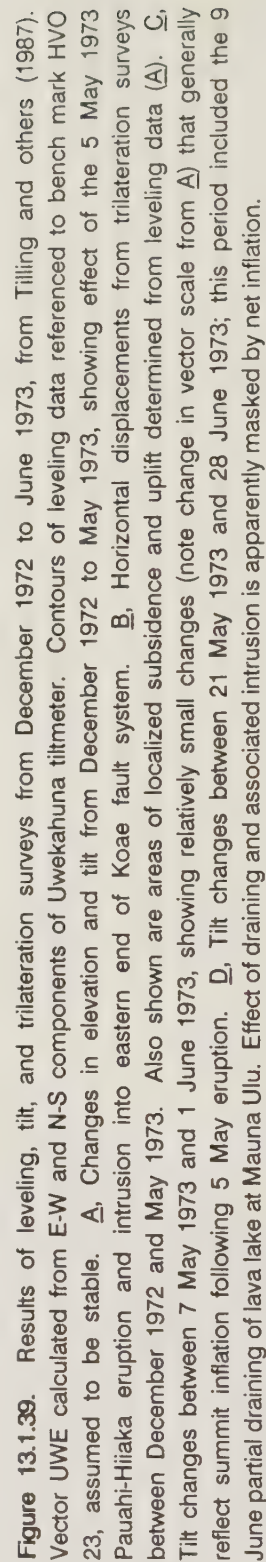 Figure 13.1.39. Results of leveling, tilt, and trilateration surveys from December 1972 to June 1973, from Tilling and others (1987).
Vector UWE calculated from E-W and N-S components of Uwekahuna tiltmeter. Contours of leveling data referenced to bench mark HVO
23, assumed to be stable. A, Changes in elevation and tilt from December 1972 to May 1973, showing effect of the 5 May 1973
Pauahi-Hiiaka eruption and intrusion into eastern end of Koae fault system. B, Horizontal displacements from trilateration surveys
between December 1972 and May 1973. Also shown are areas of localized subsidence and uplift determined from leveling data (A). C,
Tilt changes between 7 May 1973 and 1 June 1973, showing relatively small changes (note change in vector scale from A) that generally
reflect summit inflation following 5 May eruption. D, Tilt changes between 21 May 1973 and 28 June 1973; this period included the 9
June partial draining of lava lake at Mauna Ulu. Effect of draining and associated intrusion is apparently masked by net inflation.